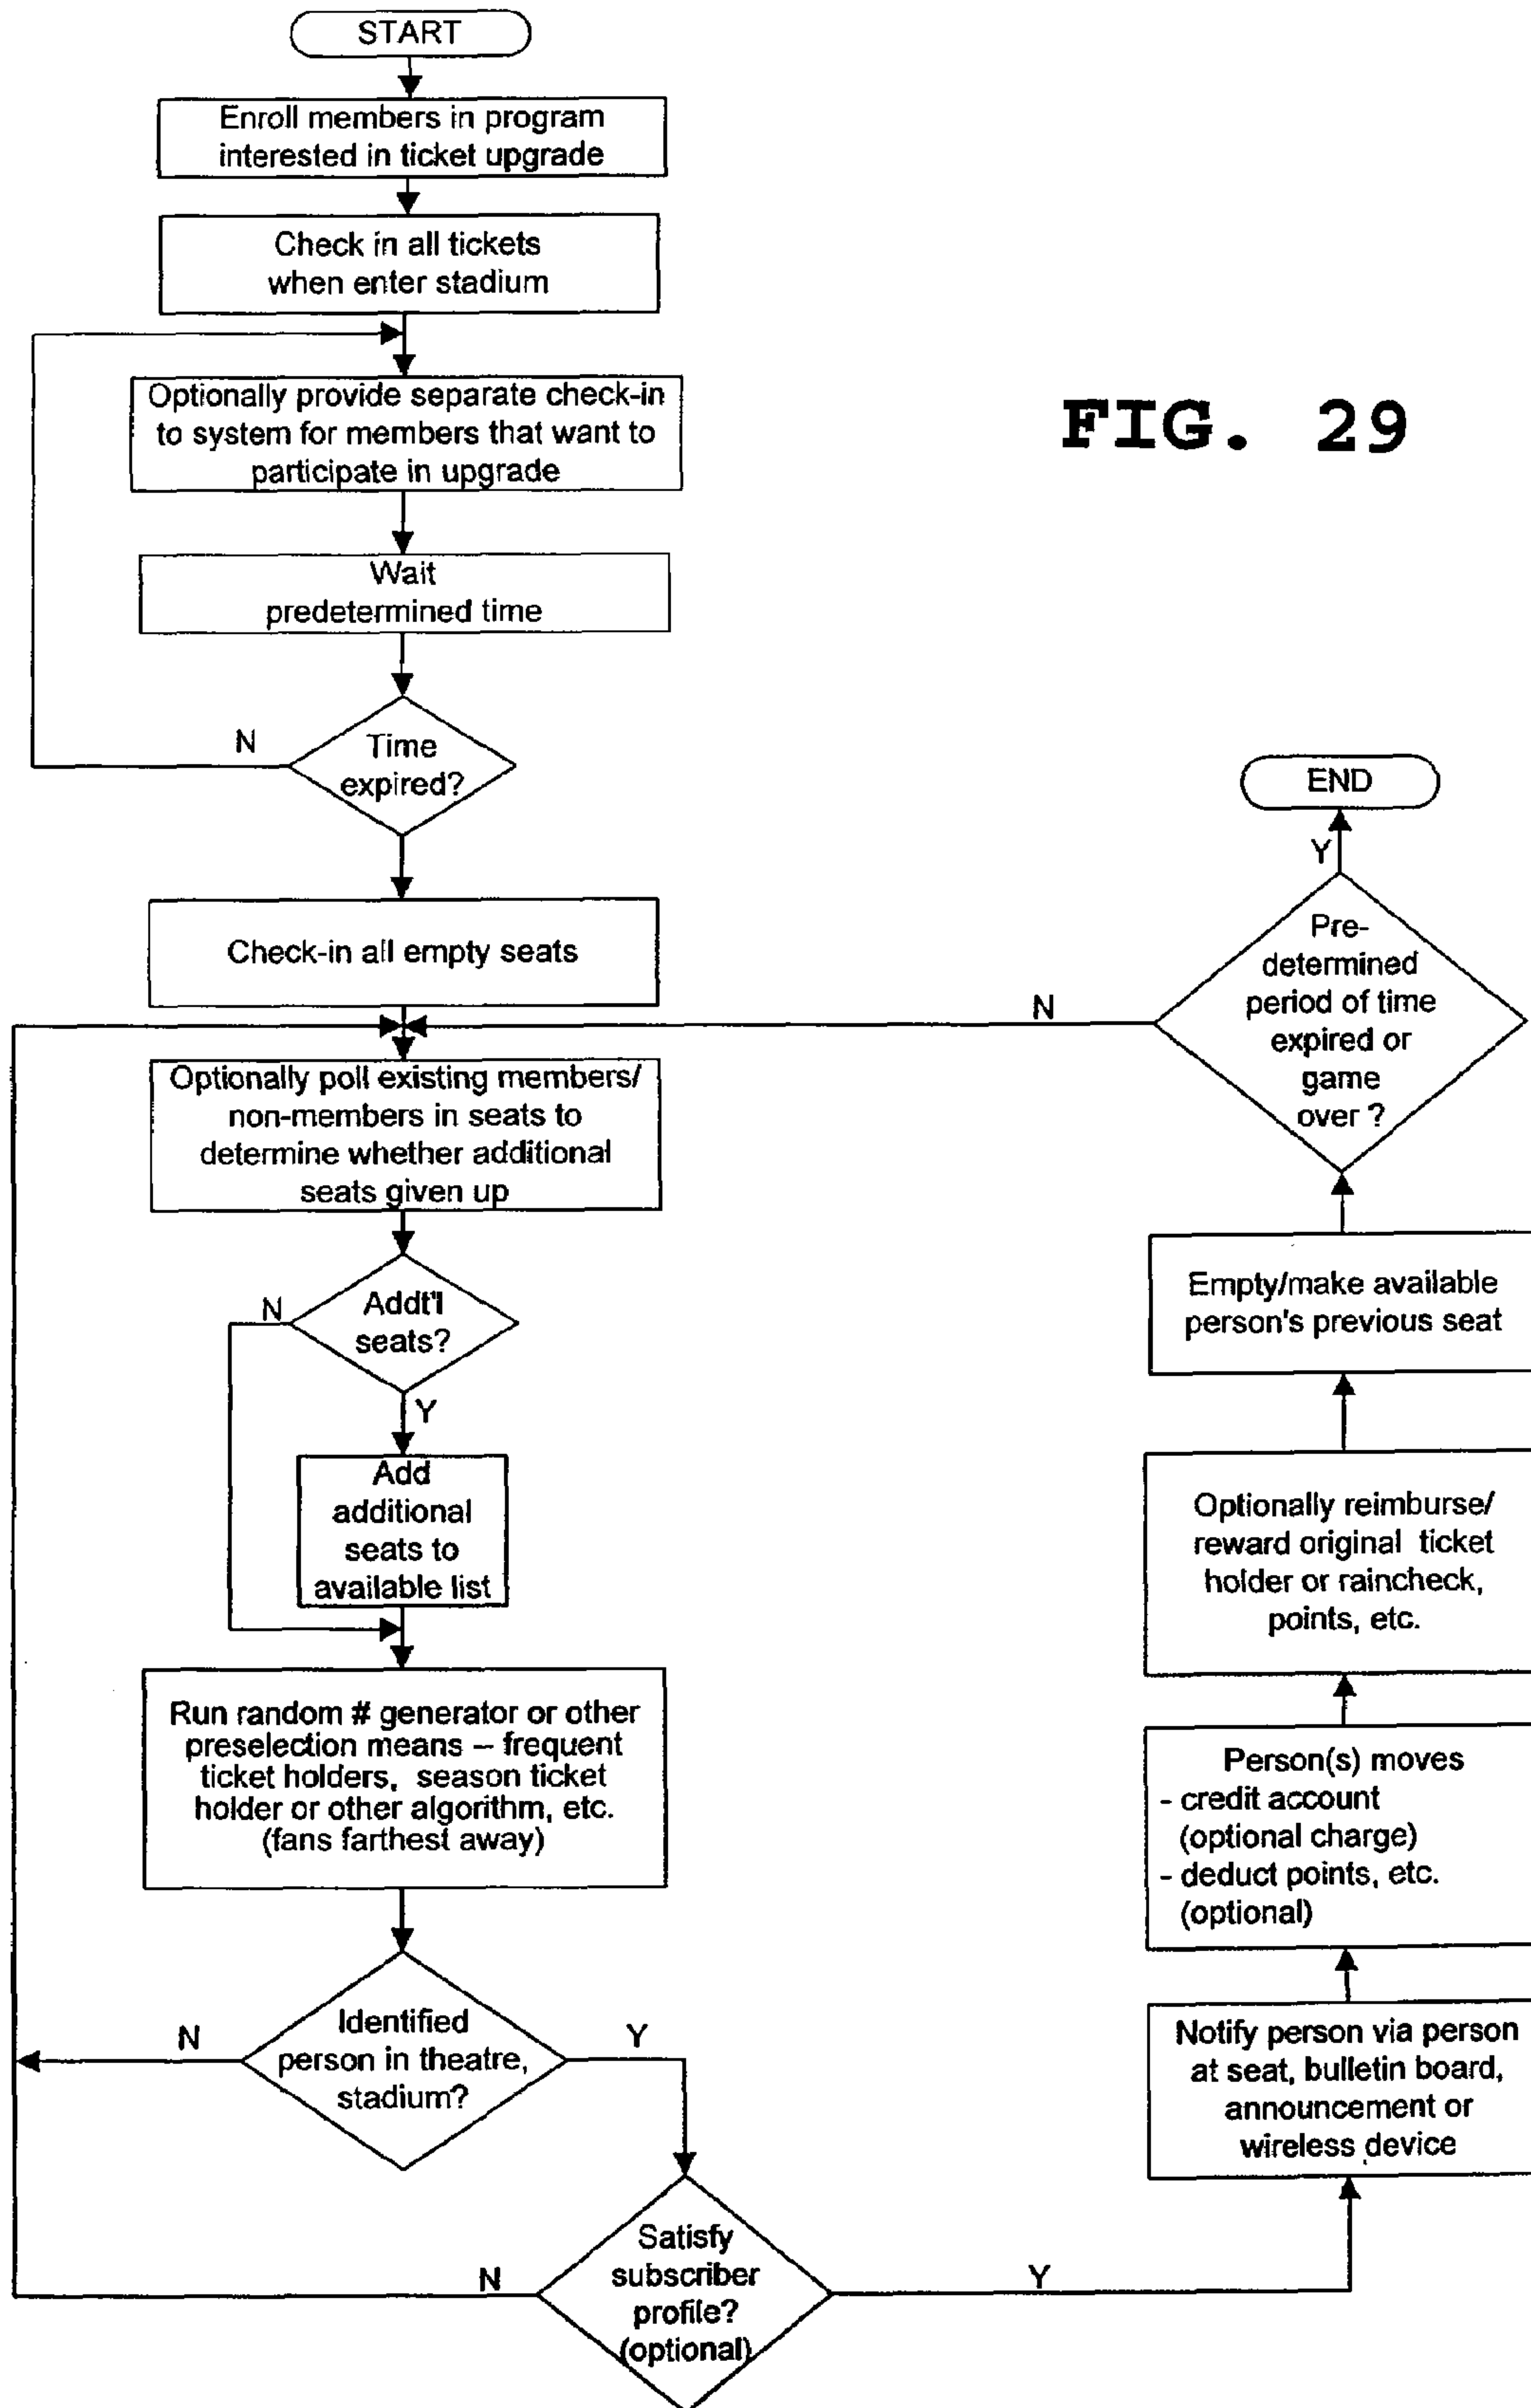 START
Enroll members in program
interested in ticket upgrade
Check in all tickets
when enter stadium
Optionally provide separate check-in
to system for members that want to
participate in upgrade
FIG. 29
Wait
predetermined time
N
Time
expired?
Check-in all empty seats
Optionally poll existing members/
non-members in seats to
determine whether additional
seats given up
N
Addt'l
seats?
Y
Add
additional
seats to
available list
Run random # generator or other
preselection means – frequent
ticket holders, season ticket
holder or other algorithm, etc.
(fans farthest away)
N
Identified
person in theatre,
stadium?
Y
N
Satisfy
subscriber
profile?
(optional)
Y
Notify person via person
at seat, bulletin board,
announcement or
wireless device
Person(s) moves
- credit account
(optional charge)
- deduct points, etc.
(optional)
Optionally reimburse/
reward original ticket
holder or raincheck,
points, etc.
Empty/make available
person's previous seat
N
Pre-
determined
period of time
expired or
game
over ?
Y
END